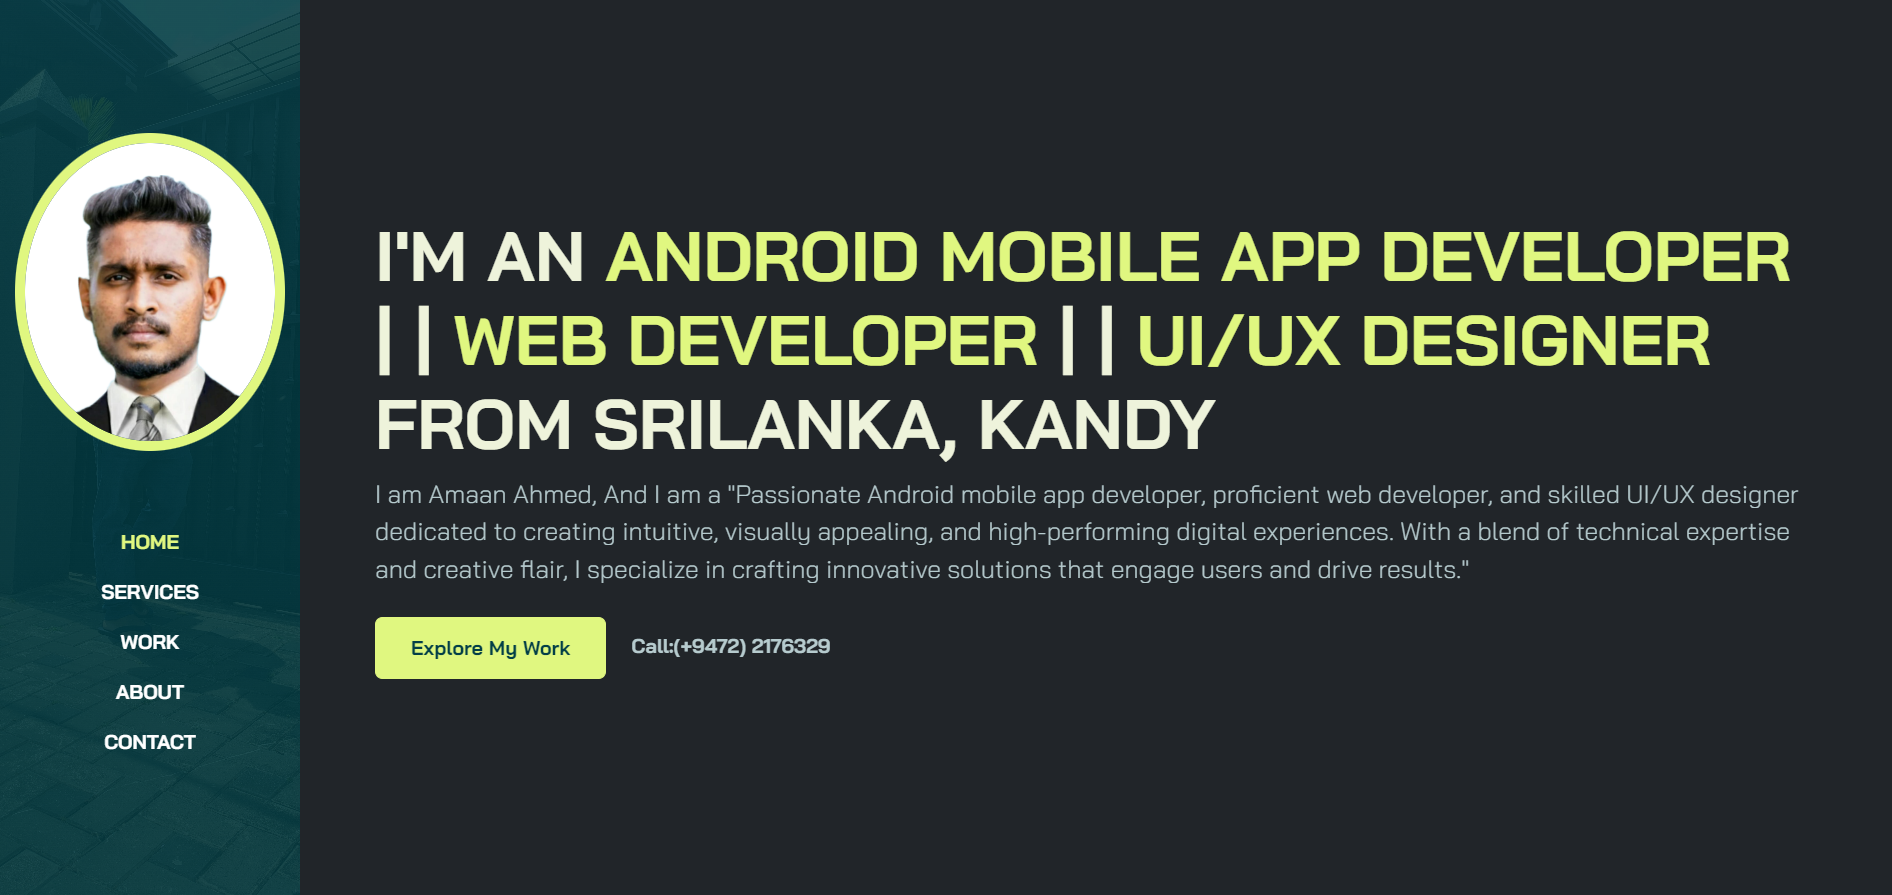 HOME
SERVICES
WORK
ABOUT
CONTACT
I'M AN ANDROID MOBILE APP DEVELOPER
| | WEB DEVELOPER | | UI/UX DESIGNER
FROM SRILANKA, KANDY
I am Amaan Ahmed, And I am a "Passionate Android mobile app developer, proficient web developer, and skilled UI/UX designer
dedicated to creating intuitive, visually appealing, and high-performing digital experiences. With a blend of technical expertise
and creative flair, I specialize in crafting innovative solutions that engage users and drive results."
Explore My Work
Call:(+9472) 2176329